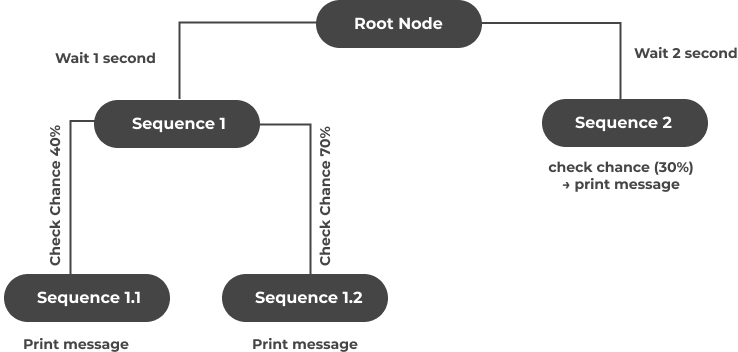 Root Node
Wait 1 second
Wait 2 second
Sequence 1
Sequence 2
Check Chance 40%
Check Chance 70%
check chance (30%)
→ print message
Sequence 1.1
Sequence 1.2
Print message
Print message